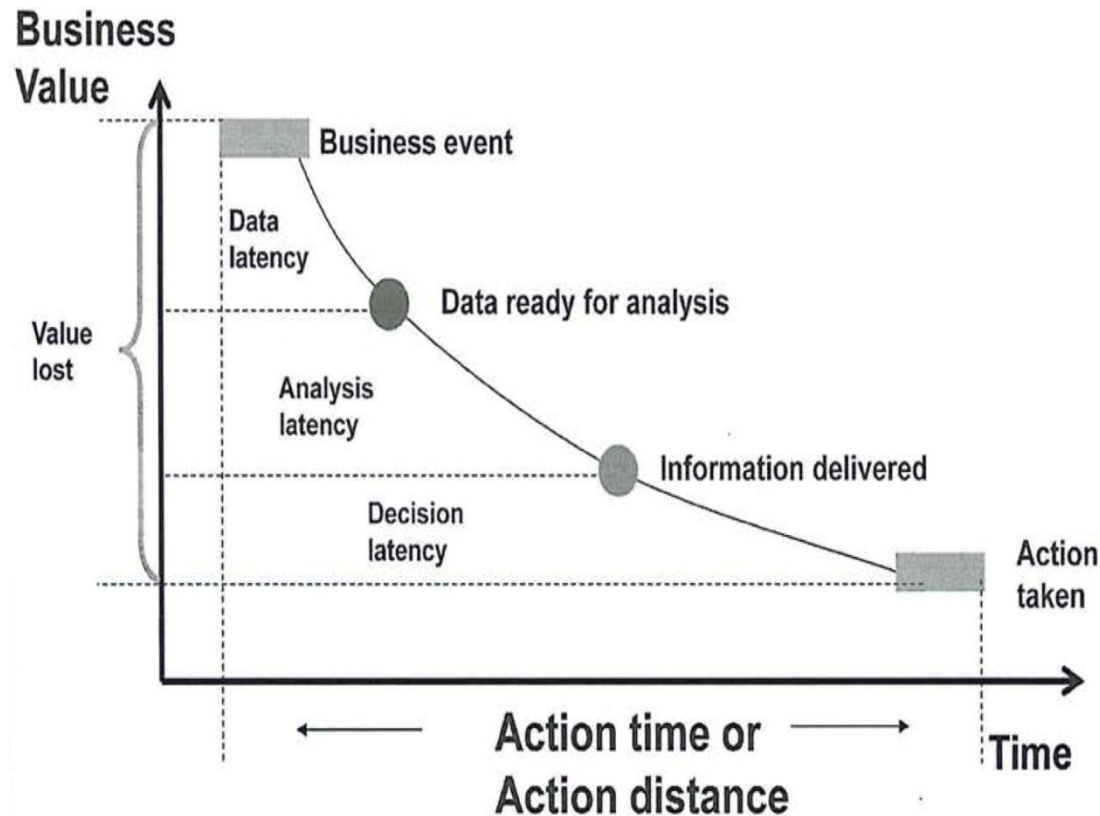 Business
Value
Business event
Data
latency
Data ready for analysis
Value
lost
Analysis
latency
Information delivered
Decision
latency
Action
taken
Action time or
Action distance
Time